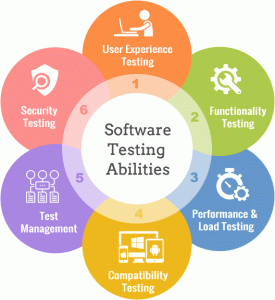 User Experience
Testing
1
Functionality
Testing
2
Performance &
Load Testing
3
Compatibility
Testing
4
Test
Management
5
Security
Testing
6
Software
Testing
Abilities